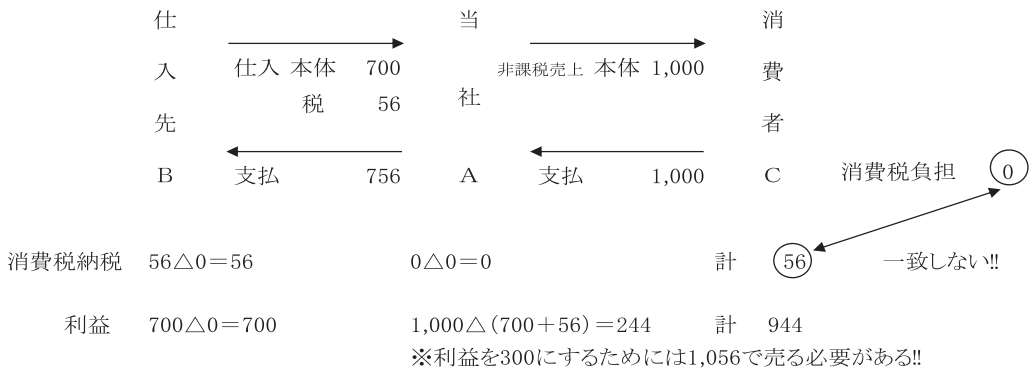 仕入先B
当社A
消費者C
仕入 本体 700
税 56
非課税売上 本体 1,000
支払 756
支払 1,000
消費税負担 0
消費税納税 56△0＝56 0△0＝0 計 56 一致しない!!
利益 700△0＝700 1,000△（700＋56）＝244 計 944
※利益を300にするためには1,056で売る必要がある!!